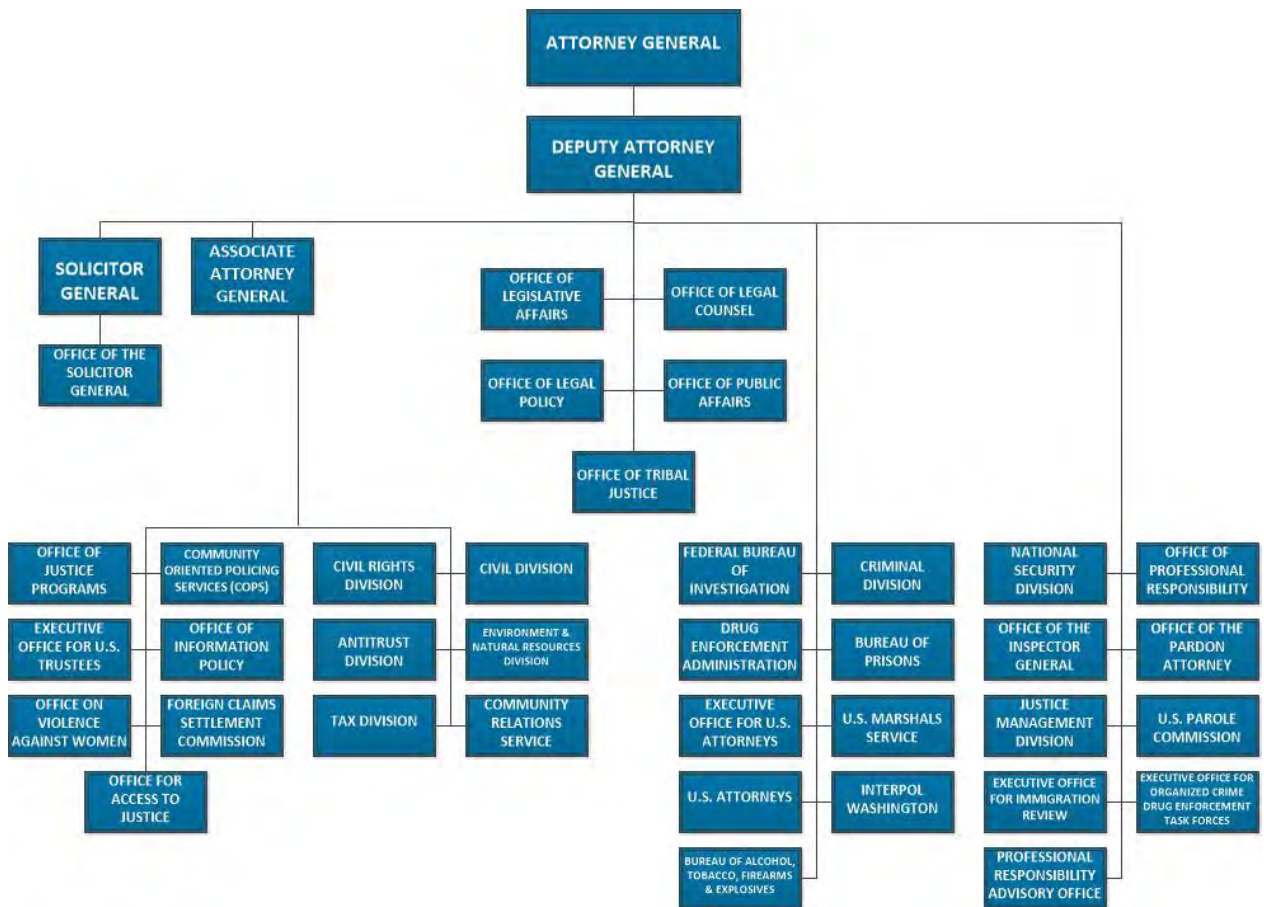 ATTORNEY GENERAL
DEPUTY ATTORNEY
GENERAL
SOLICITOR
GENERAL
ASSOCIATE
ATTORNEY
GENERAL
OFFICE OF THE
SOLICITOR
GENERAL
OFFICE OF
LEGISLATIVE
AFFAIRS
OFFICE OF LEGAL
COUNSEL
OFFICE OF LEGAL
POLICY
OFFICE OF PUBLIC
AFFAIRS
OFFICE OF TRIBAL
JUSTICE
OFFICE OF
JUSTICE
PROGRAMS
COMMUNITY
ORIENTED POLICING
SERVICES (COPS)
EXECUTIVE
OFFICE FOR U.S.
TRUSTEES
OFFICE OF
INFORMATION
POLICY
OFFICE ON
VIOLENCE
AGAINST WOMEN
FOREIGN CLAIMS
SETTLEMENT
COMMISSION
OFFICE FOR
ACCESS TO
JUSTICE
CIVIL RIGHTS
DIVISION
CIVIL DIVISION
ANTITRUST
DIVISION
ENVIRONMENT &
NATURAL RESOURCES
DIVISION
TAX DIVISION
COMMUNITY
RELATIONS
SERVICE
FEDERAL BUREAU
OF
INVESTIGATION
CRIMINAL
DIVISION
DRUG
ENFORCEMENT
ADMINISTRATION
BUREAU OF
PRISONS
EXECUTIVE
OFFICE FOR U.S.
ATTORNEYS
U.S. MARSHALS
SERVICE
U.S. ATTORNEYS
INTERPOL
WASHINGTON
BUREAU OF ALCOHOL,
TOBACCO, FIREARMS
& EXPLOSIVES
NATIONAL
SECURITY
DIVISION
OFFICE OF
PROFESSIONAL
RESPONSIBILITY
OFFICE OF THE
INSPECTOR
GENERAL
OFFICE OF THE
PARDON
ATTORNEY
JUSTICE
MANAGEMENT
DIVISION
U.S. PAROLE
COMMISSION
EXECUTIVE OFFICE
FOR IMMIGRATION
REVIEW
EXECUTIVE OFFICE FOR
ORGANIZED CRIME
DRUG ENFORCEMENT
TASK FORCES
PROFESSIONAL
RESPONSIBILITY
ADVISORY OFFICE